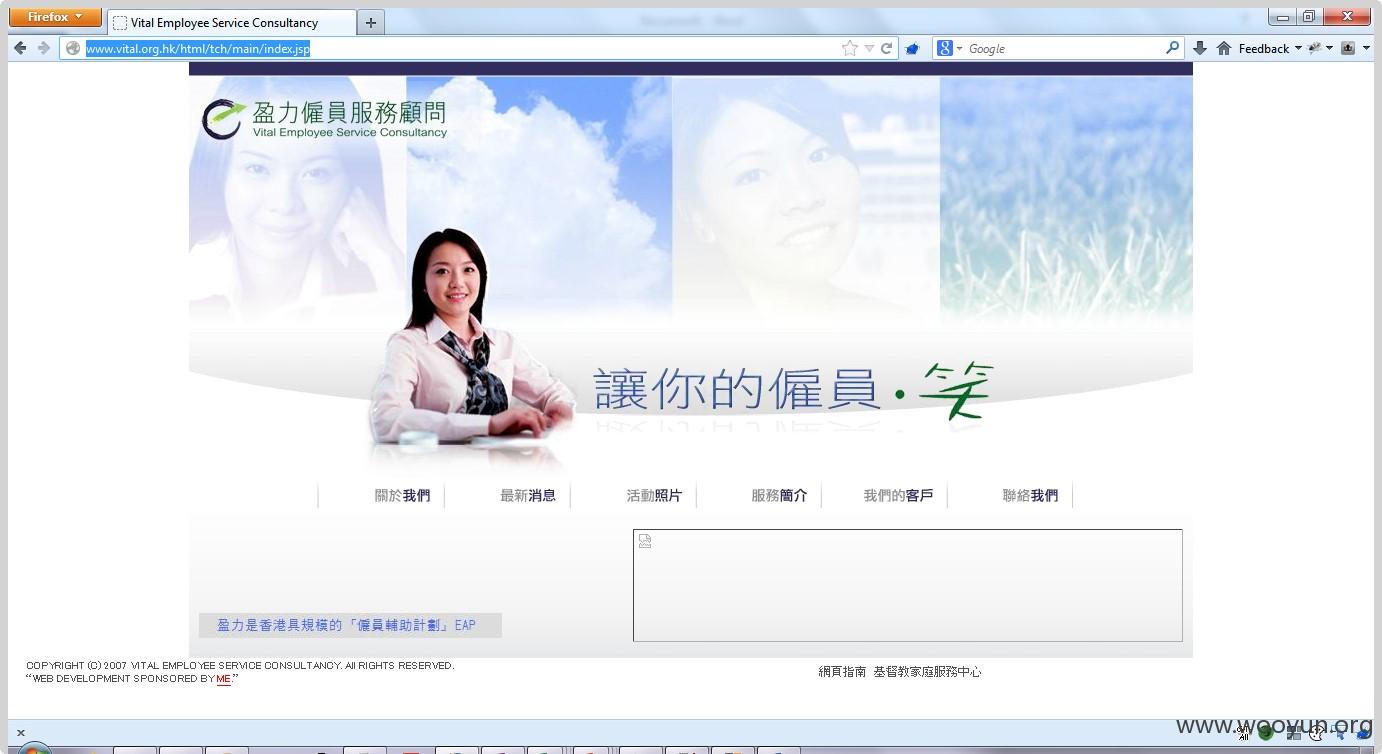 Firefox
Vital Employee Service Consultancy
www.vital.org.hk/html/tch/main/index.jsp
Google
Feedback
盈力僱員服務顧問
Vital Employee Service Consultancy
讓你的僱員・笑
關於我們 最新消息 活動照片 服務簡介 我們的客戶 聯絡我們
盈力是香港具規模的「僱員輔助計劃」EAP
COPYRIGHT (C) 2007 VITAL EMPLOYEE SERVICE CONSULTANCY. All RIGHTS RESERVED.
“WEB DEVELOPMENT SPONSORED BY ME.”
網頁指南 基督教家庭服務中心
www.wooyun.org